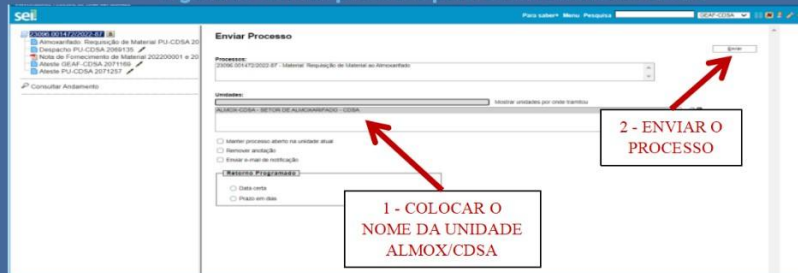 sei!
Para saber+ Menu Pesquisa
GEAF-CDSA
23096.001472/2022-87
Almoxarifado: Requisição de Material PU-CDSA 20
Despacho PU-CDSA 2069135
Nota de Fornecimento de Material 202200001 e 20
Ateste GEAF-CDSA 2071169
Ateste PU-CDSA 2071257
Consultar Andamento
Enviar Processo
Enviar
Processos:
23096.001472/2022-87 - Material: Requisição de Material ao Almoxarifado
Unidades:
Mostrar unidades por onde tramitou
ALMOX-CDSA - SETOR DE ALMOXARIFADO - CDSA
Manter processo aberto na unidade atual
Remover anotação
Enviar e-mail de notificação
Retorno Programado
Data certa
Prazo em dias
1 - COLOCAR O
NOME DA UNIDADE
ALMOX/CDSA
2 - ENVIAR O
PROCESSO